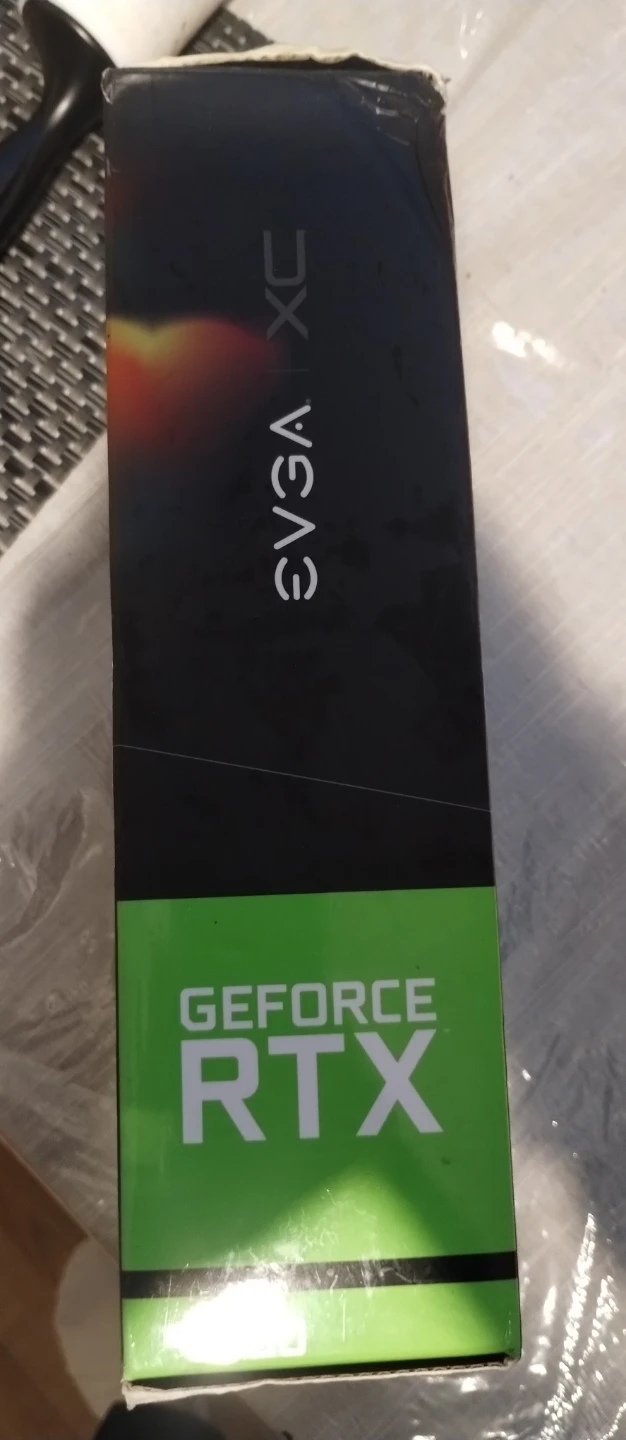 EVGA | XC
GEFORCE
RTX